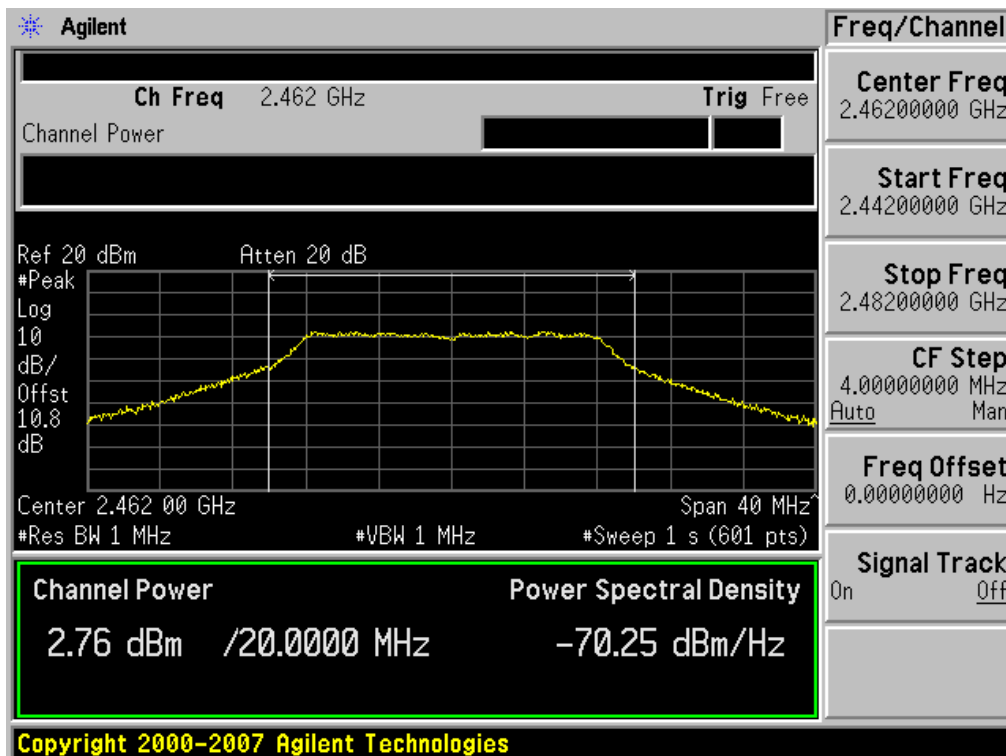 Agilent
Freq/Channel
Ch Freq 2.462 GHz Trig Free
Channel Power
Center Freq
2.46200000 GHz
Start Freq
2.44200000 GHz
Stop Freq
2.48200000 GHz
CF Step
4.00000000 MHz
Auto Man
Freq Offset
0.00000000 Hz
Signal Track
On Off
Ref 20 dBm Atten 20 dB
#Peak
Log
10
dB/
Offst
10.8
dB
Center 2.462 00 GHz Span 40 MHz^
#Res BW 1 MHz #VBW 1 MHz #Sweep 1 s (601 pts)
Channel Power Power Spectral Density
2.76 dBm /20.0000 MHz -70.25 dBm/Hz
Copyright 2000-2007 Agilent Technologies